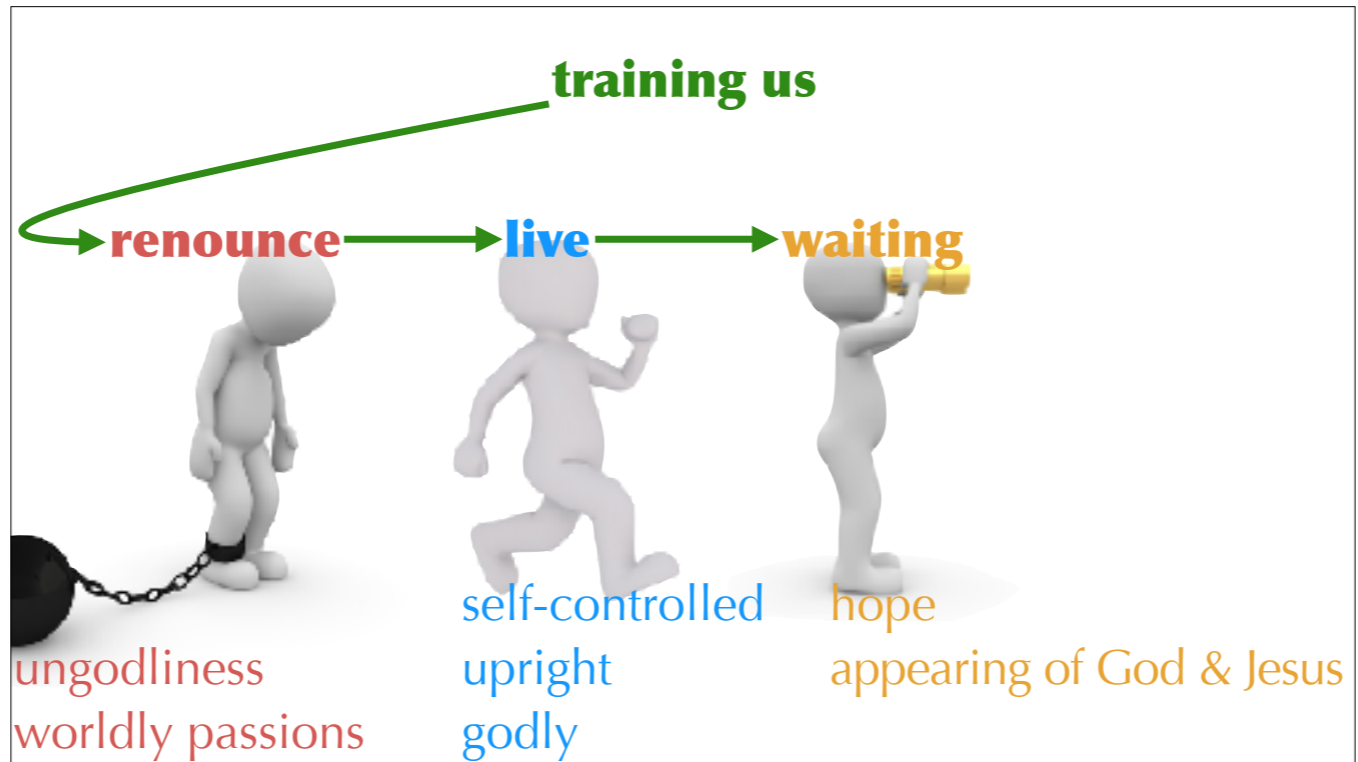 training us
renounce
live
waiting
ungodliness
worldly passions
self-controlled
upright
godly
hope
appearing of God & Jesus